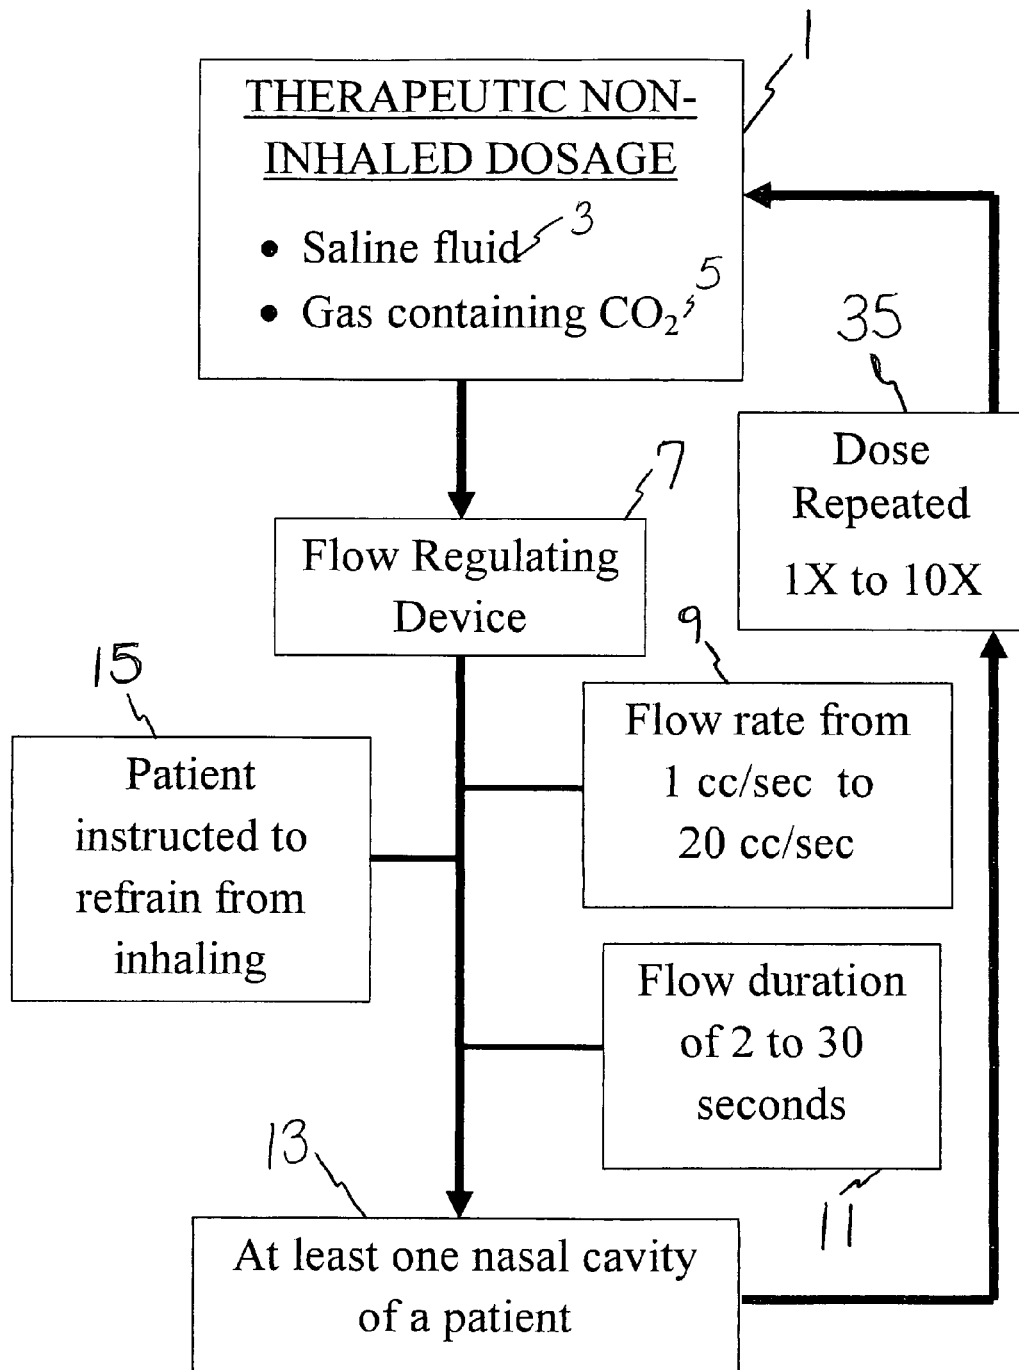 1
THERAPEUTIC NON-
INHALED DOSAGE
• Saline fluid 3
• Gas containing CO₂ 5
35
Dose
Repeated
1X to 10X
7
Flow Regulating
Device
9
Flow rate from
1 cc/sec to
20 cc/sec
15
Patient
instructed to
refrain from
inhaling
Flow duration
of 2 to 30
seconds
11
13
At least one nasal cavity
of a patient